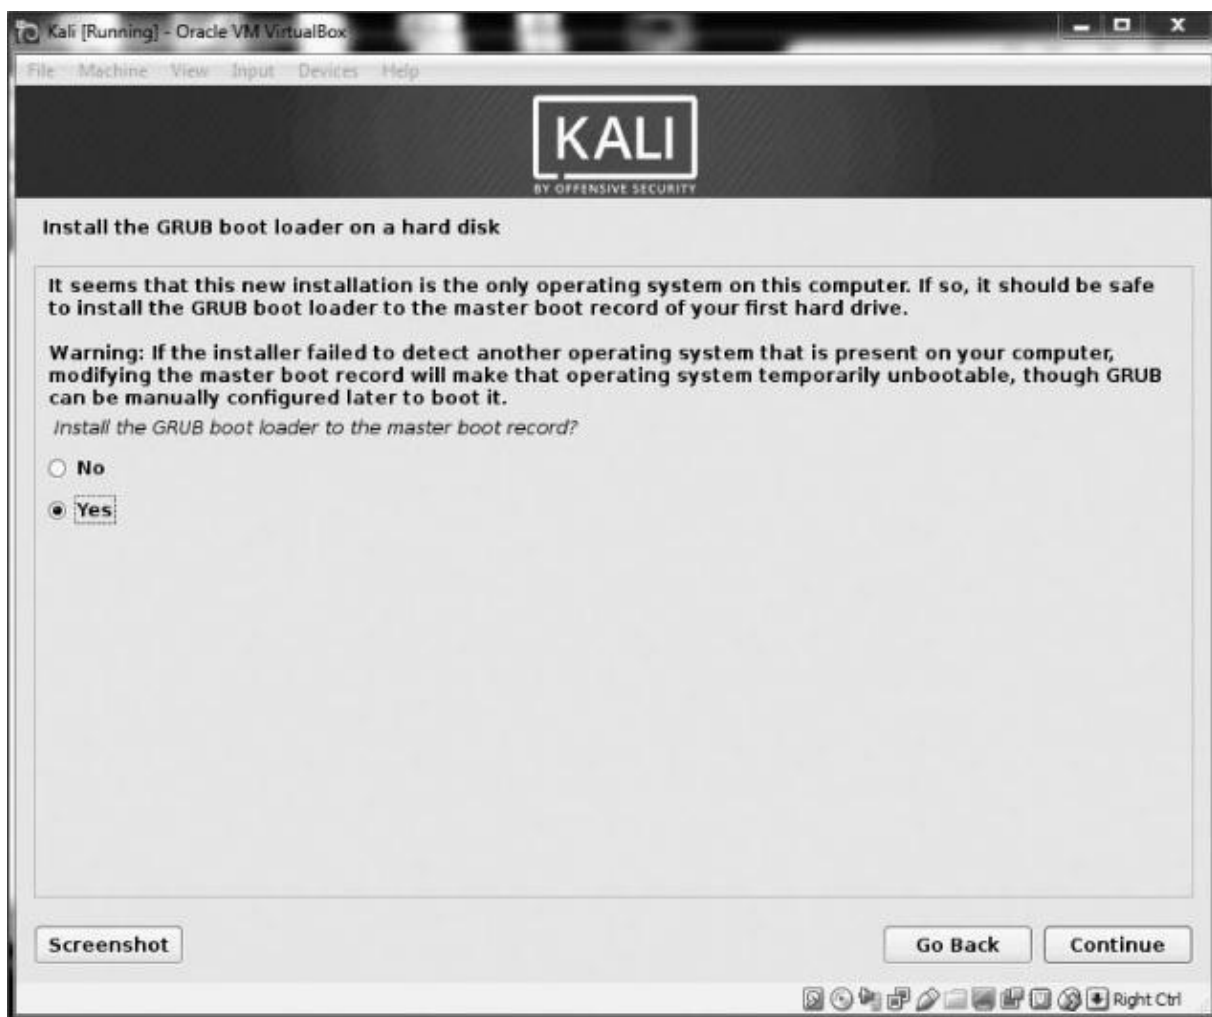 Kali [Running] - Oracle VM VirtualBox
File Machine View Input Devices Help
KALI
BY OFFENSIVE SECURITY
Install the GRUB boot loader on a hard disk
It seems that this new installation is the only operating system on this computer. If so, it should be safe
to install the GRUB boot loader to the master boot record of your first hard drive.
Warning: If the installer failed to detect another operating system that is present on your computer,
modifying the master boot record will make that operating system temporarily unbootable, though GRUB
can be manually configured later to boot it.
Install the GRUB boot loader to the master boot record?
No
Yes
Screenshot Go Back Continue
Right Ctrl